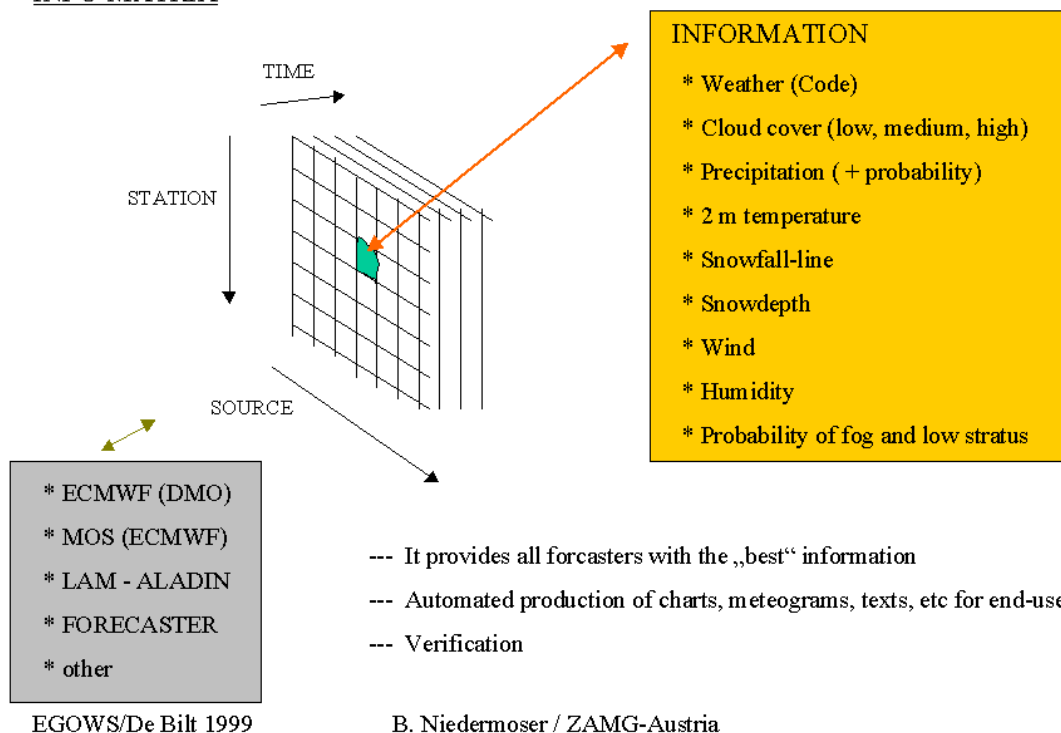 TIME
STATION
SOURCE
INFORMATION
* Weather (Code)
* Cloud cover (low, medium, high)
* Precipitation ( + probability)
* 2 m temperature
* Snowfall-line
* Snowdepth
* Wind
* Humidity
* Probability of fog and low stratus
* ECMWF (DMO)
* MOS (ECMWF)
* LAM - ALADIN
* FORECASTER
* other
--- It provides all forcasters with the „best“ information
--- Automated production of charts, meteograms, texts, etc for
--- Verification
EGOWS/De Bilt 1999
B. Niedermoser / ZAMG-Austria